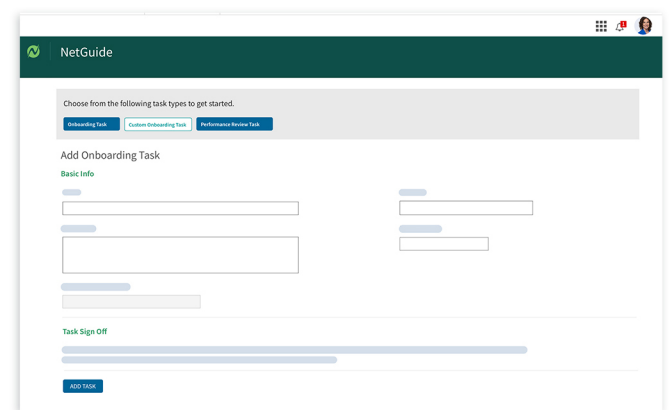 1
NetGuide
Choose from the following task types to get started.
Onboarding Task
Custom Onboarding Task
Performance Review Task
Add Onboarding Task
Basic Info
Task Sign Off
ADD TASK